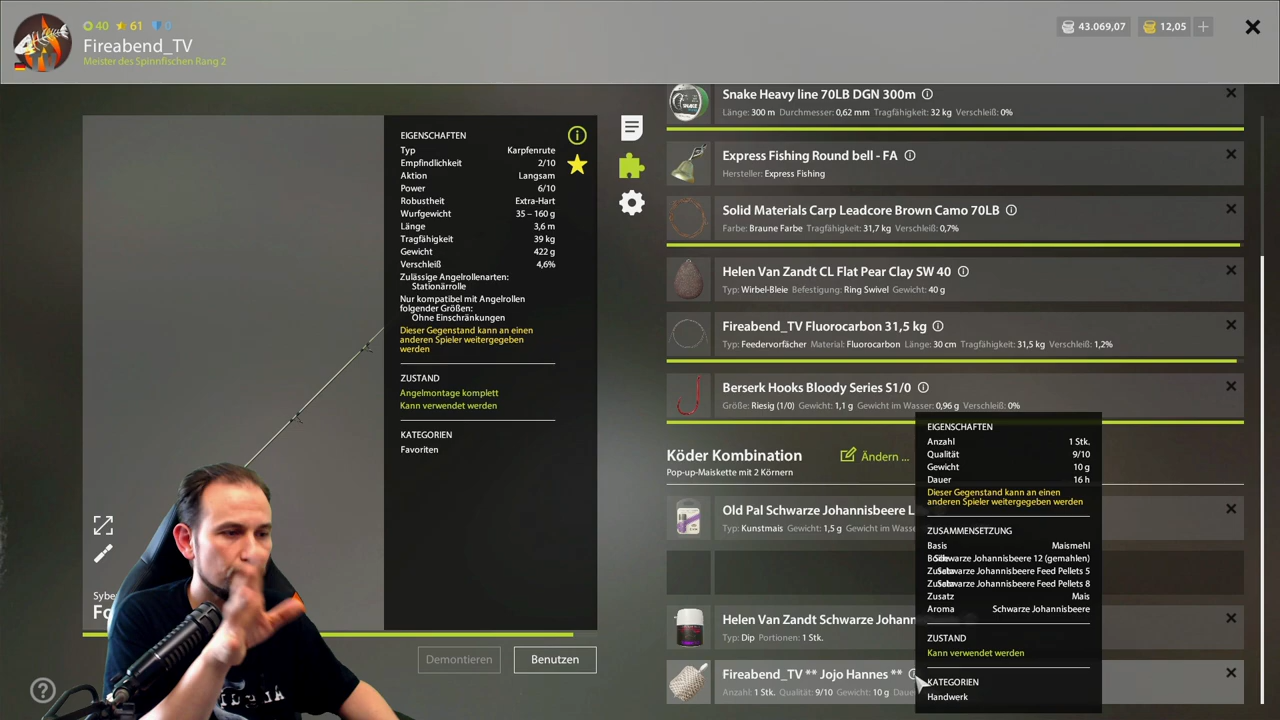 40 61 0
Fireabend_TV
Meister des Spinnfischen Rang 2
43.069,07 12,05
EIGENSCHAFTEN
Typ Karpfenrute
Empfindlichkeit 2/10
Aktion Langsam
Power 6/10
Robustheit Extra-Hart
Wurfgewicht 35 – 160 g
Länge 3,6 m
Tragfähigkeit 39 kg
Gewicht 422 g
Verschleiß 4,6%
Zulässige Angelrollenarten:
Stationärrolle
Nur kompatibel mit Angelrollen
folgender Größen:
Ohne Einschränkungen
Dieser Gegenstand kann an einen
anderen Spieler weitergegeben
werden
ZUSTAND
Angelmontage komplett
Kann verwendet werden
KATEGORIEN
Favoriten
Demontieren
Benutzen
Snake Heavy line 70LB DGN 300m
Länge: 300 m Durchmesser: 0,62 mm Tragfähigkeit: 32 kg Verschleiß: 0%
Express Fishing Round bell - FA
Hersteller: Express Fishing
Solid Materials Carp Leadcore Brown Camo 70LB
Farbe: Braune Farbe Tragfähigkeit: 31,7 kg Verschleiß: 0,7%
Helen Van Zandt CL Flat Pear Clay SW 40
Typ: Wirbel-Bleie Befestigung: Ring Swivel Gewicht: 40 g
Fireabend_TV Fluorocarbon 31,5 kg
Typ: Feedervorfächer Material: Fluorocarbon Länge: 30 cm Tragfähigkeit: 31,5 kg Verschleiß: 1,2%
Berserk Hooks Bloody Series S1/0
Größe: Riesig (1/0) Gewicht: 1,1 g Gewicht im Wasser: 0,96 g Verschleiß: 0%
Köder Kombination Ändern ...
Pop-up-Maiskette mit 2 Körnern
Old Pal Schwarze Johannisbeere L
Typ: Kunstmais Gewicht: 1,5 g Gewicht im Wasse
Helen Van Zandt Schwarze Johann
Typ: Dip Portionen: 1 Stk.
Fireabend_TV ** Jojo Hannes **
Anzahl: 1 Stk. Qualität: 9/10 Gewicht: 10 g Daue
EIGENSCHAFTEN
Anzahl 1 Stk.
Qualität 9/10
Gewicht 10 g
Dauer 16 h
Dieser Gegenstand kann an einen
anderen Spieler weitergegeben werden
ZUSAMMENSETZUNG
Basis Maismehl
Schwarze Johannisbeere 12 (gemahlen)
Zusatz Schwarze Johannisbeere Feed Pellets 5
Zusatz Schwarze Johannisbeere Feed Pellets 8
Zusatz Mais
Aroma Schwarze Johannisbeere
ZUSTAND
Kann verwendet werden
KATEGORIEN
Handwerk